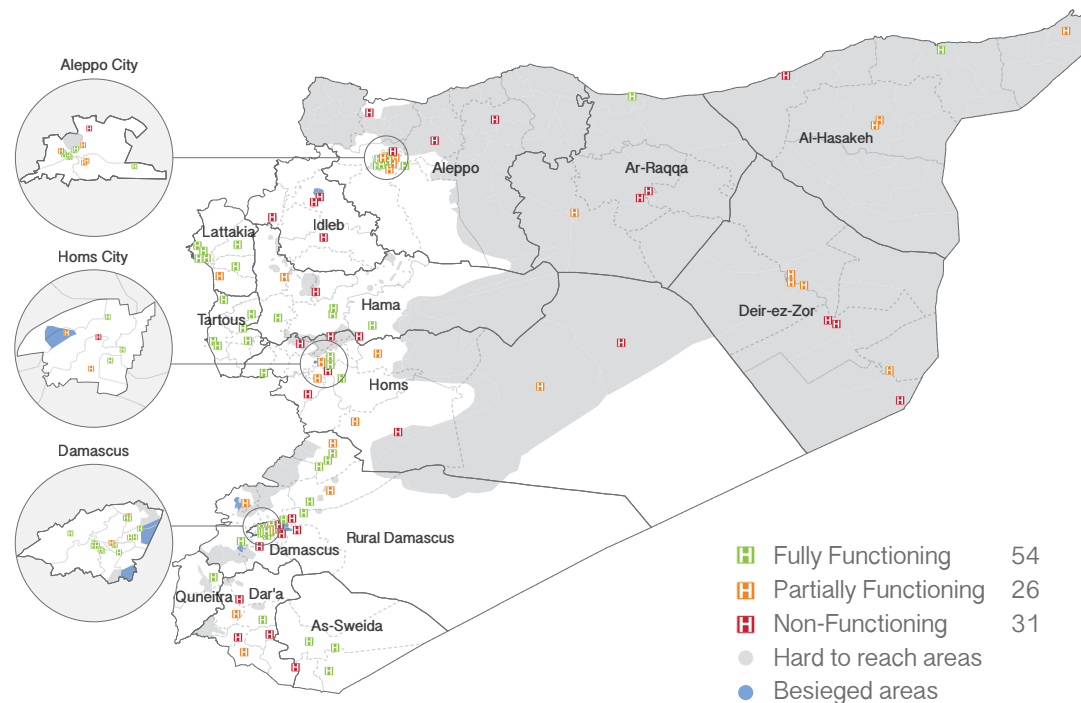 Aleppo City
Al-Hasakeh
Aleppo
Ar-Raqqa
Idleb
Lattakia
Homs City
Hama
Tartous
Deir-ez-Zor
Homs
Damascus
Rural Damascus
Damascus
Quneitra
Dar'a
As-Sweida
H Fully Functioning 54
H Partially Functioning 26
H Non-Functioning 31
Hard to reach areas
Besieged areas